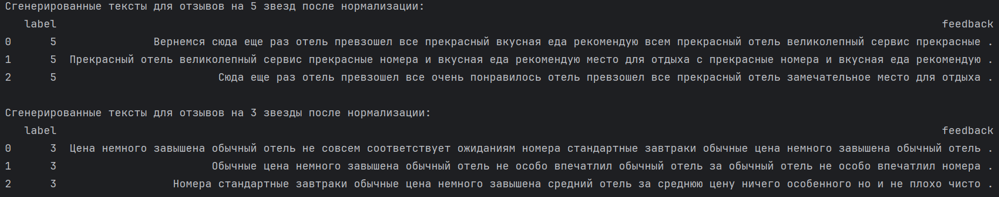 Сгенерированные тексты для отзывов на 5 звезд после нормализации:
label feedback
0 5 Вернемся сюда еще раз отель превзошел все прекрасный вкусная еда рекомендую всем прекрасный отель великолепный сервис прекрасные .
1 5 Прекрасный отель великолепный сервис прекрасные номера и вкусная еда рекомендую место для отдыха с прекрасные номера и вкусная еда рекомендую .
2 5 Сюда еще раз отель превзошел все очень понравилось отель превзошел все прекрасный отель замечательное место для отдыха .
Сгенерированные тексты для отзывов на 3 звезды после нормализации:
label feedback
0 3 Цена немного завышена обычный отель не совсем соответствует ожиданиям номера стандартные завтраки обычные цена немного завышена обычный отель .
1 3 Обычные цена немного завышена обычный отель не особо впечатлил обычный отель за обычный отель не особо впечатлил номера .
2 3 Номера стандартные завтраки обычные цена немного завышена средний отель за среднюю цену ничего особенного но и не плохо чисто .